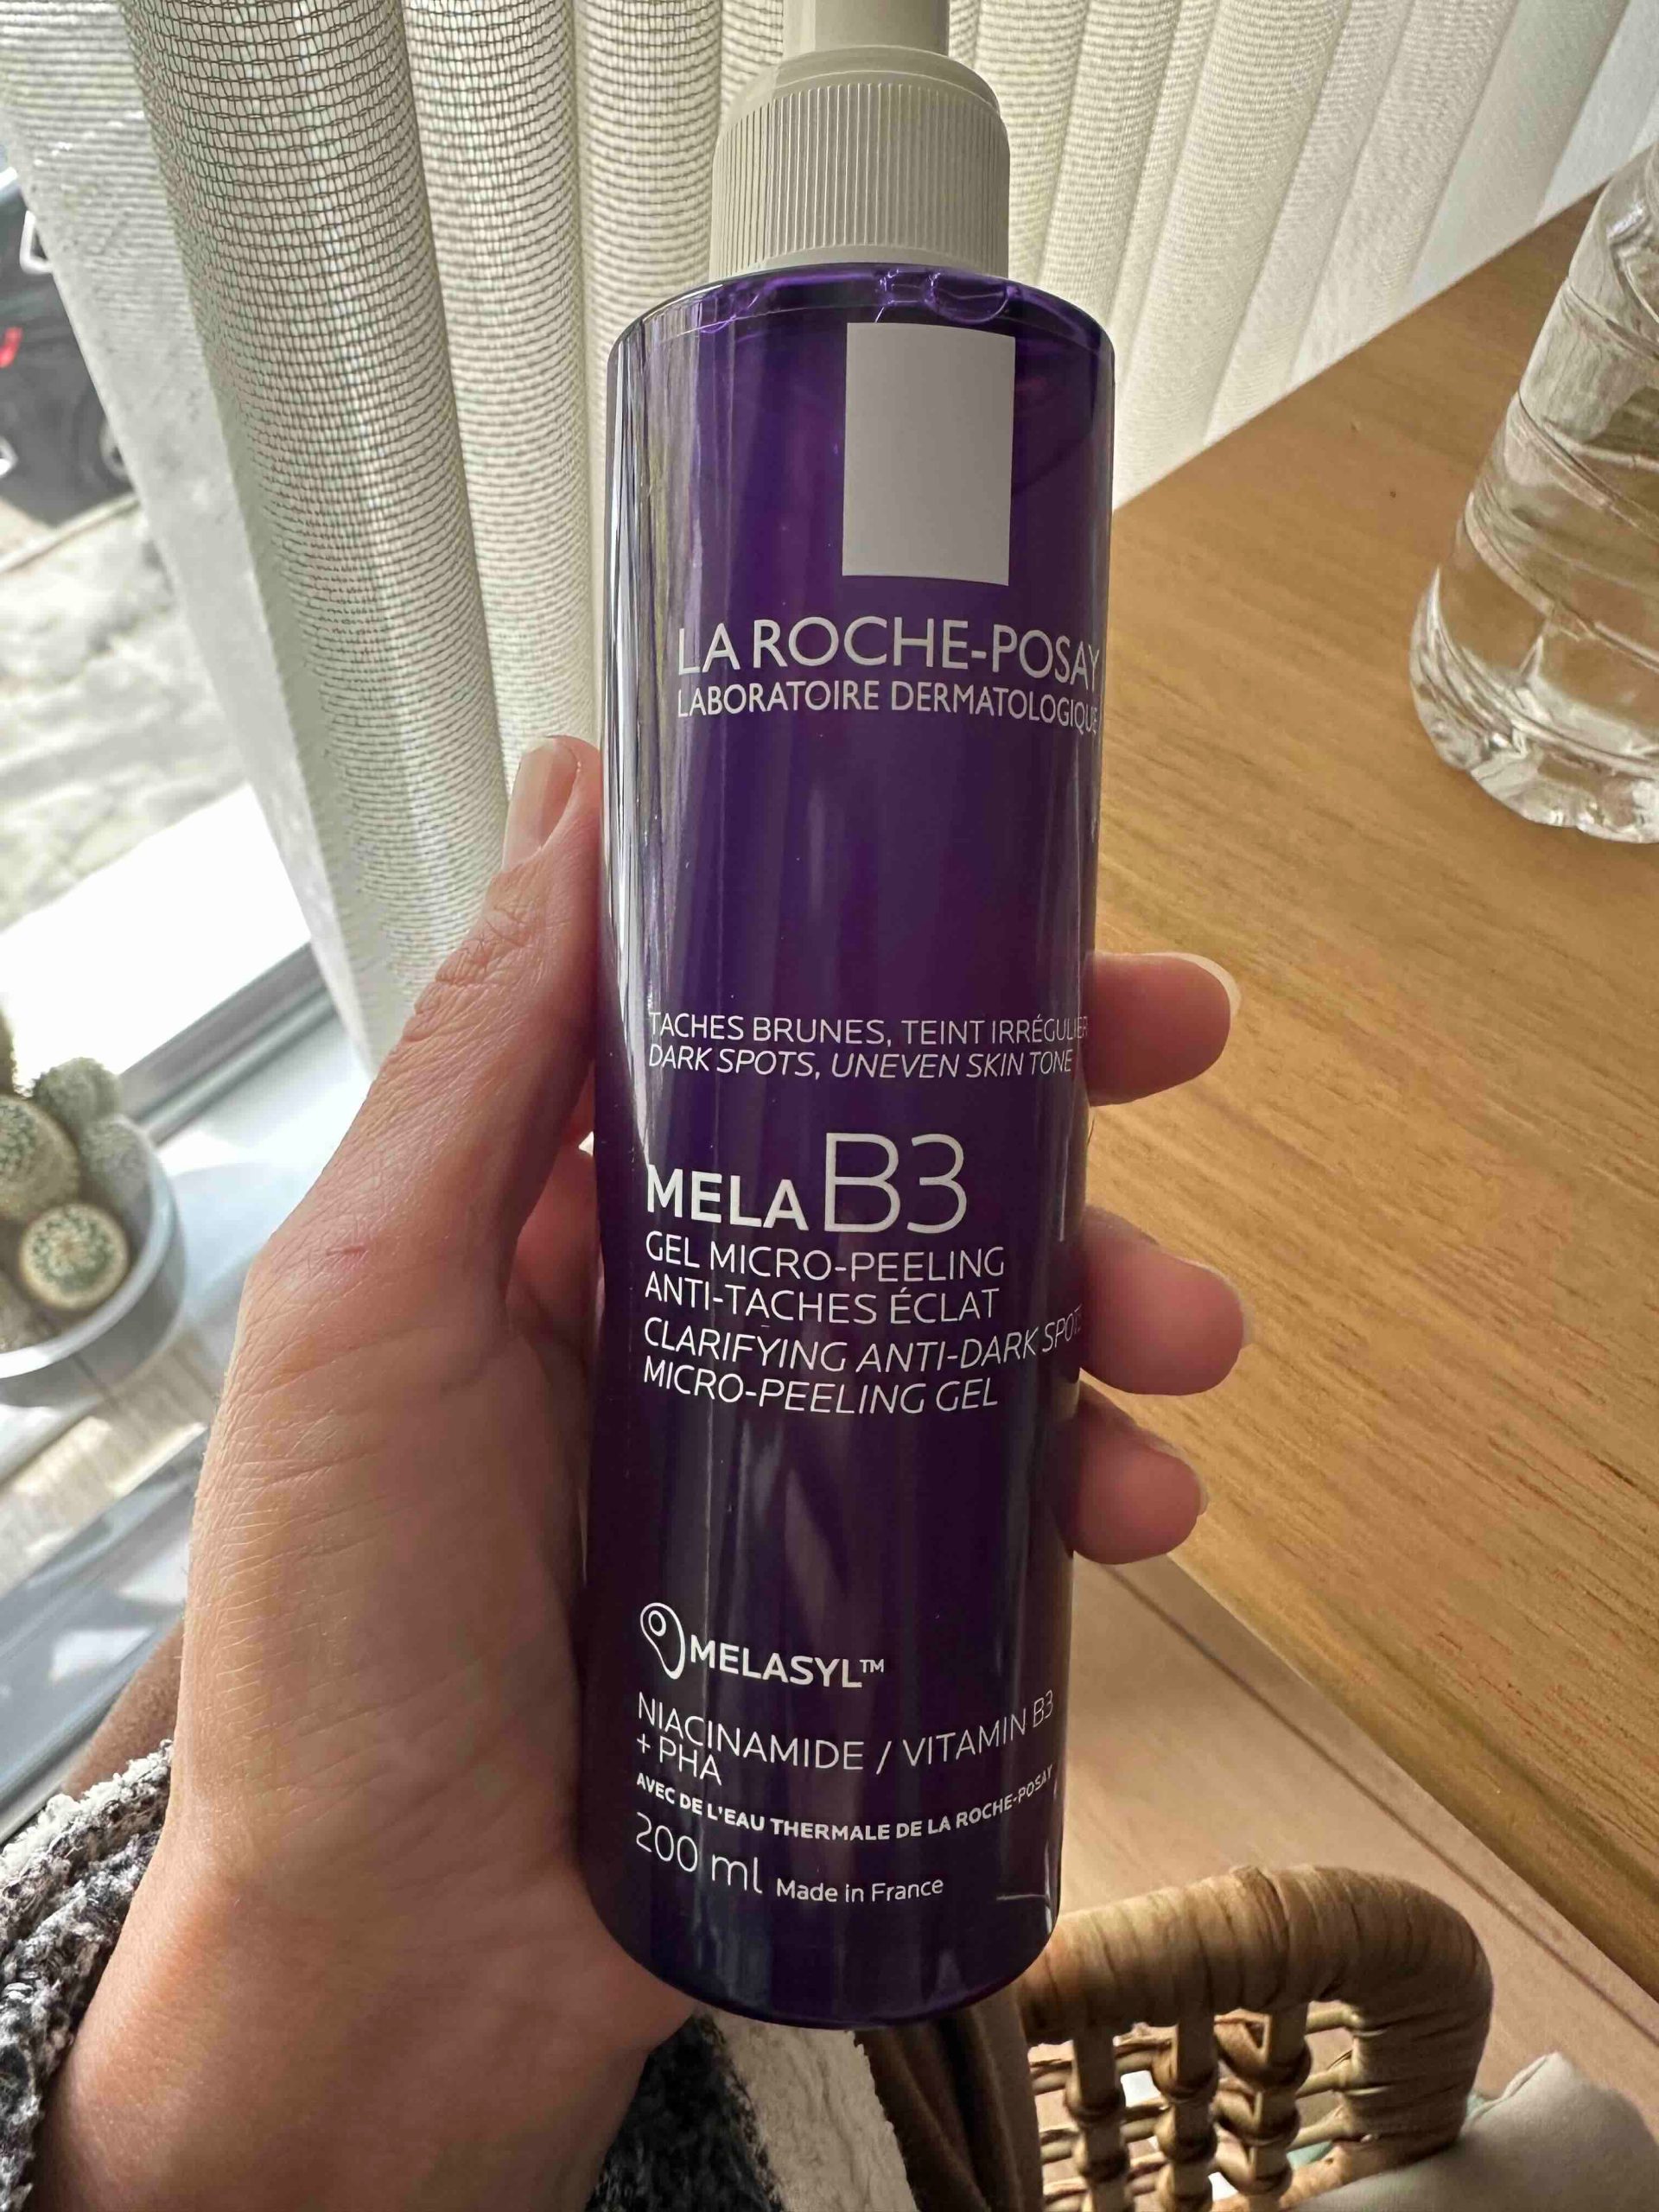 LA ROCHE-POSAY
LABORATOIRE DERMATOLOGIQUE
TACHES BRUNES, TEINT IRRÉGULIER
DARK SPOTS, UNEVEN SKIN TONE
MELA B3
GEL MICRO-PEELING
ANTI-TACHES ÉCLAT
CLARIFYING ANTI-DARK SPOTS
MICRO-PEELING GEL
MELASYL™
NIACINAMIDE / VITAMIN B3
+ PHA
AVEC DE L'EAU THERMALE DE LA ROCHE-POSAY
200 ml Made in France